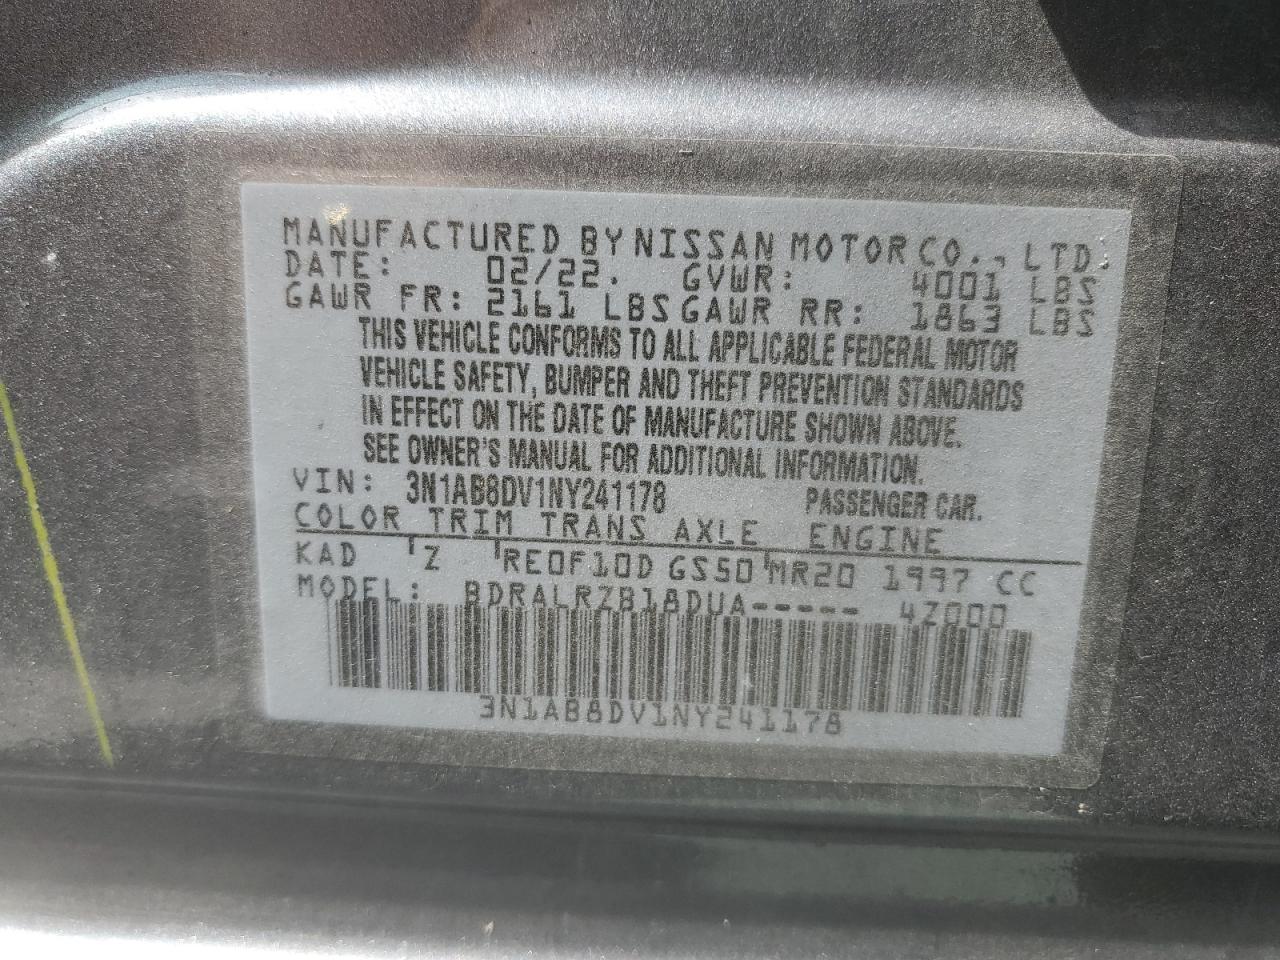 MANUFACTURED BY NISSAN MOTOR CO., LTD.
DATE: 02/22. GVWR: 4001 LBS
GAWR FR: 2161 LBS GAWR RR: 1863 LBS
THIS VEHICLE CONFORMS TO ALL APPLICABLE FEDERAL MOTOR
VEHICLE SAFETY, BUMPER AND THEFT PREVENTION STANDARDS
IN EFFECT ON THE DATE OF MANUFACTURE SHOWN ABOVE.
SEE OWNER'S MANUAL FOR ADDITIONAL INFORMATION.
VIN: 3N1AB8DV1NY241178 PASSENGER CAR.
COLOR TRIM TRANS AXLE ENGINE
KAD Z RE0F10D GS50 MR20 1997 CC
MODEL: BDRALRZB18DUA----- 4Z000
3N1AB8DV1NY241178